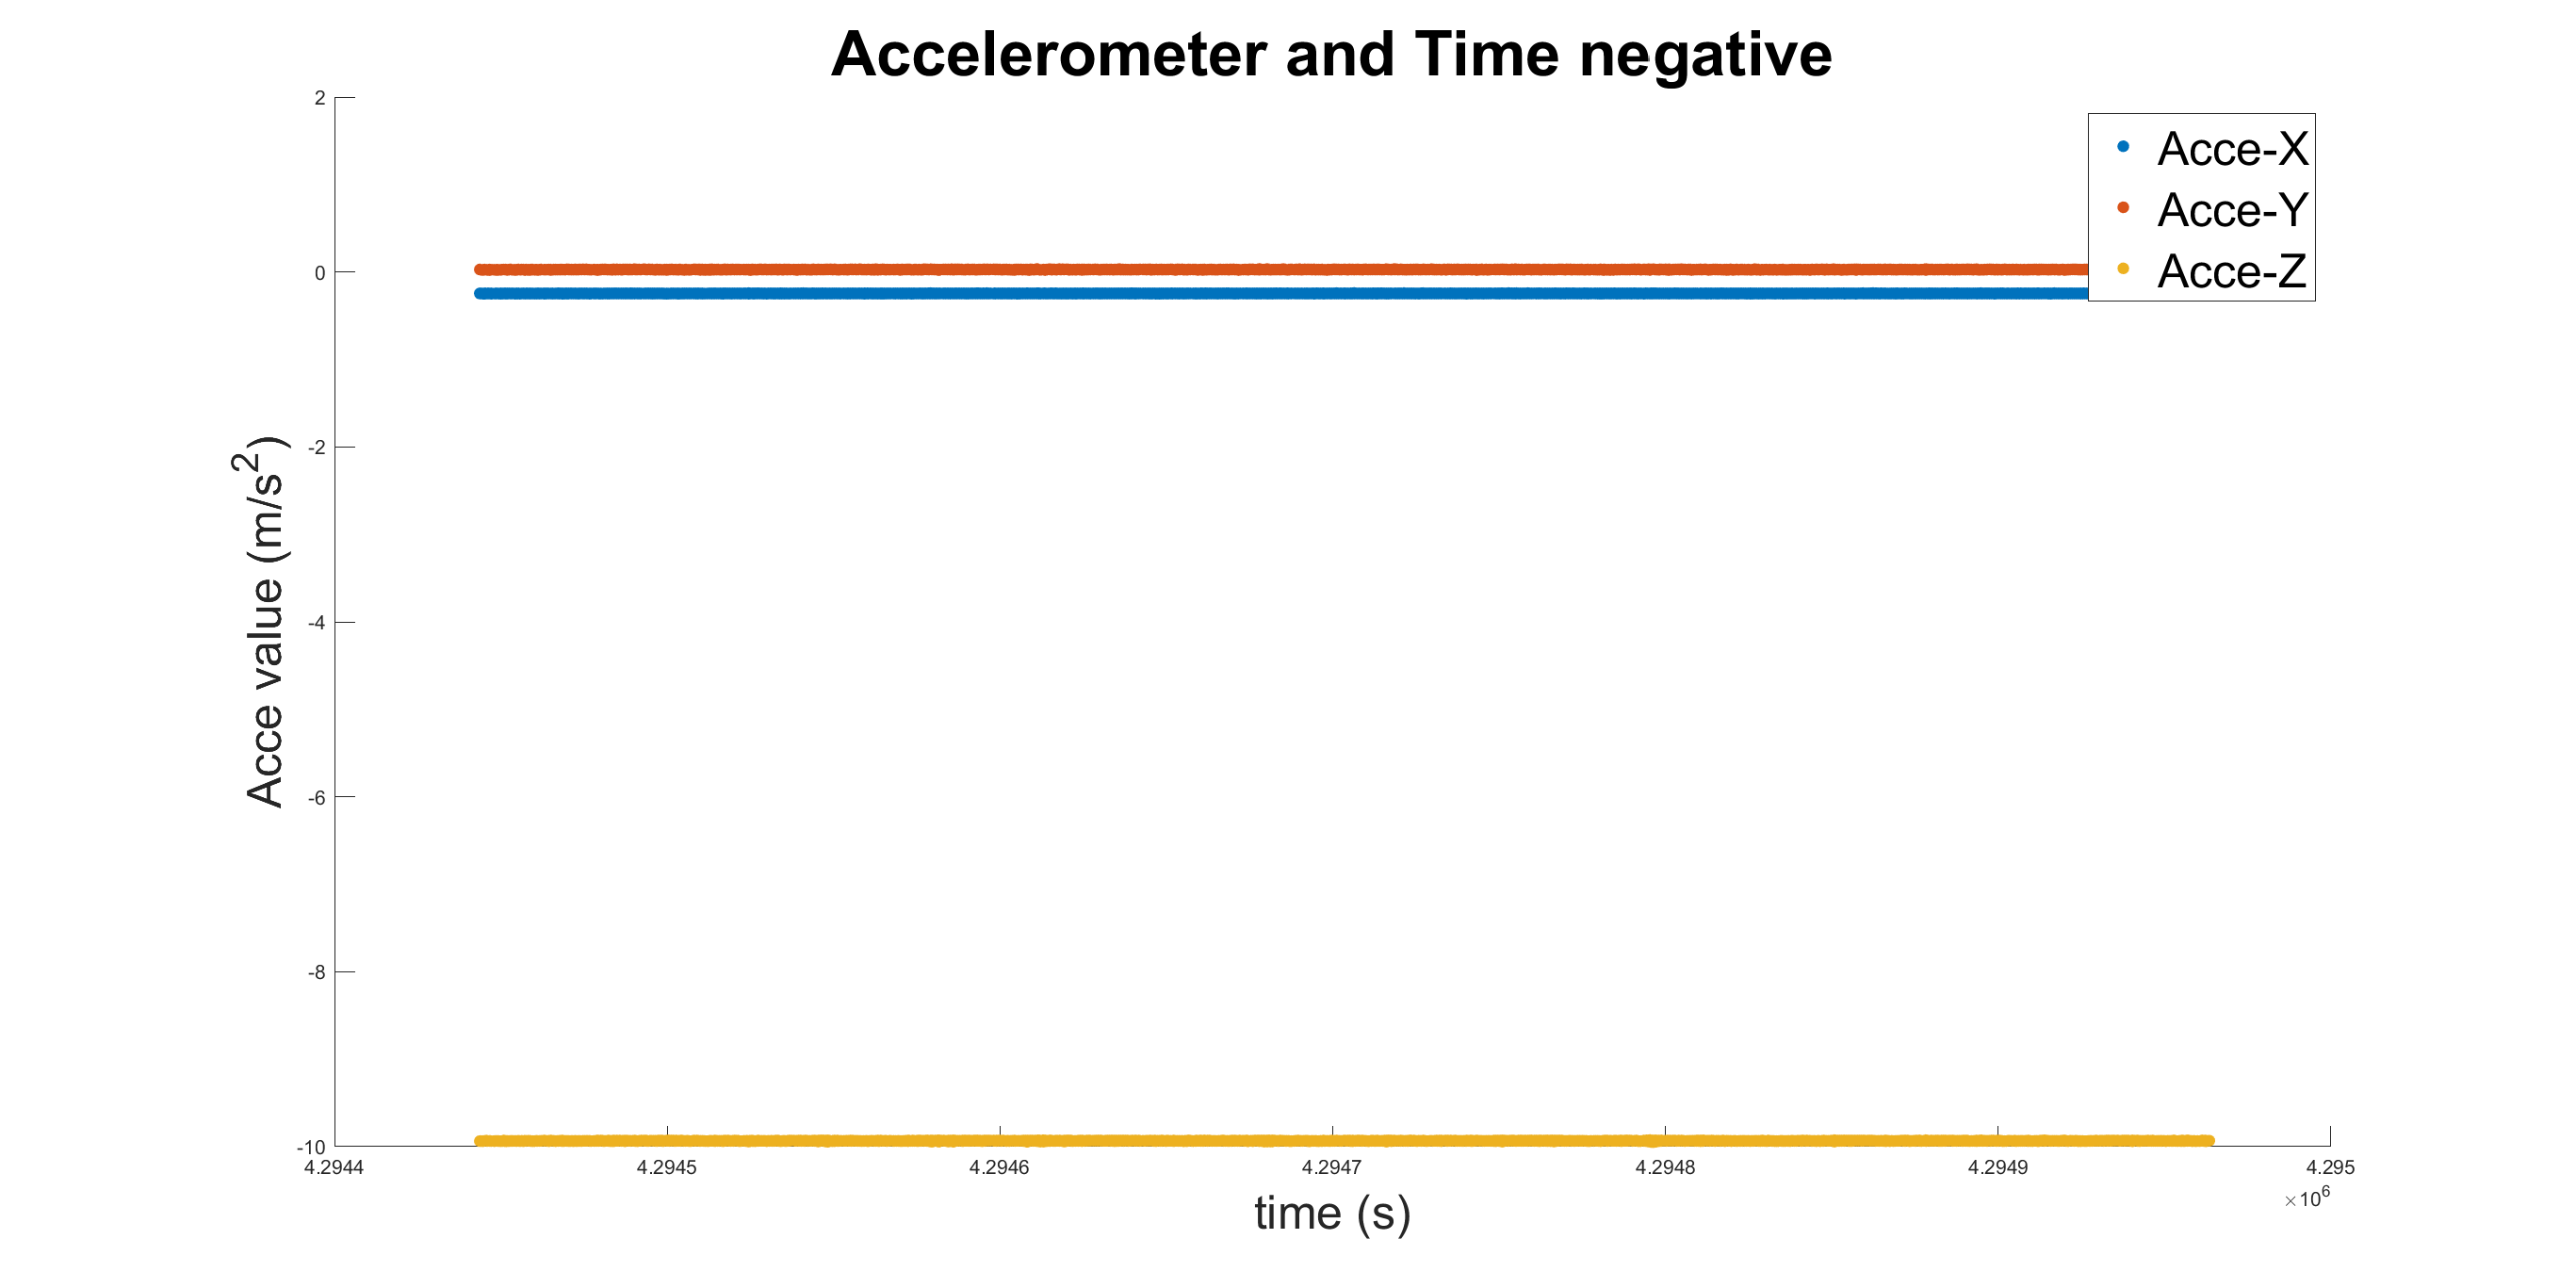 Accelerometer and Time negative
Acce-X
Acce-Y
Acce-Z
Acce value (m/s²)
2
0
-2
-4
-6
-8
-10
4.2944
4.2945
4.2946
4.2947
4.2948
4.2949
4.295
×10⁶
time (s)